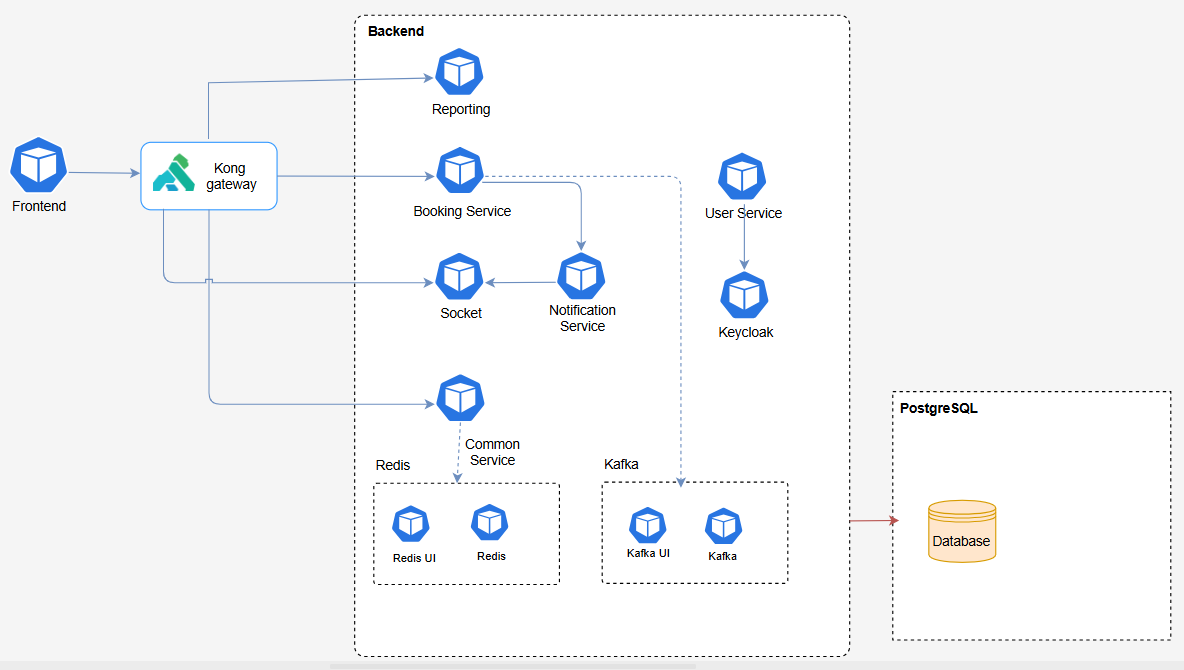 Backend
Reporting
Kong
gateway
Frontend
Booking Service
User Service
Socket
Notification
Service
Keycloak
PostgreSQL
Common
Service
Redis
Kafka
Redis UI
Redis
Kafka UI
Kafka
Database